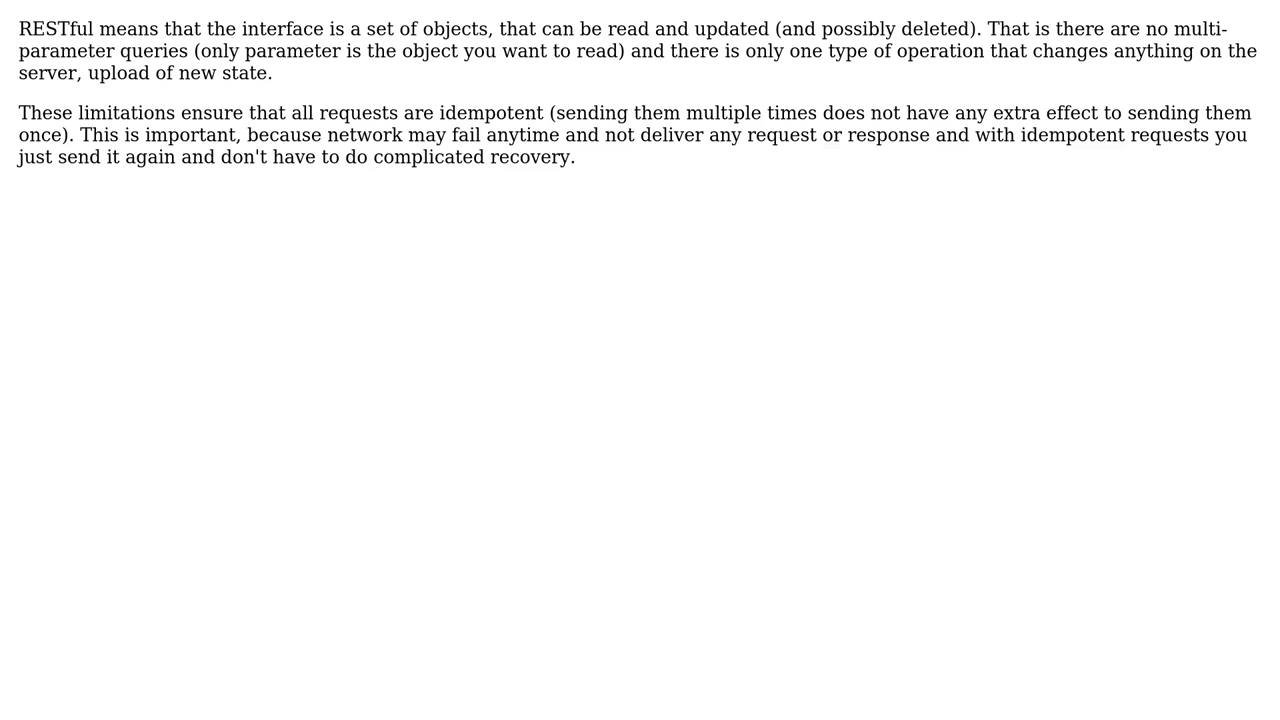 RESTful means that the interface is a set of objects, that can be read and updated (and possibly deleted). That is there are no multi-
parameter queries (only parameter is the object you want to read) and there is only one type of operation that changes anything on the
server, upload of new state.
These limitations ensure that all requests are idempotent (sending them multiple times does not have any extra effect to sending them
once). This is important, because network may fail anytime and not deliver any request or response and with idempotent requests you
just send it again and don't have to do complicated recovery.